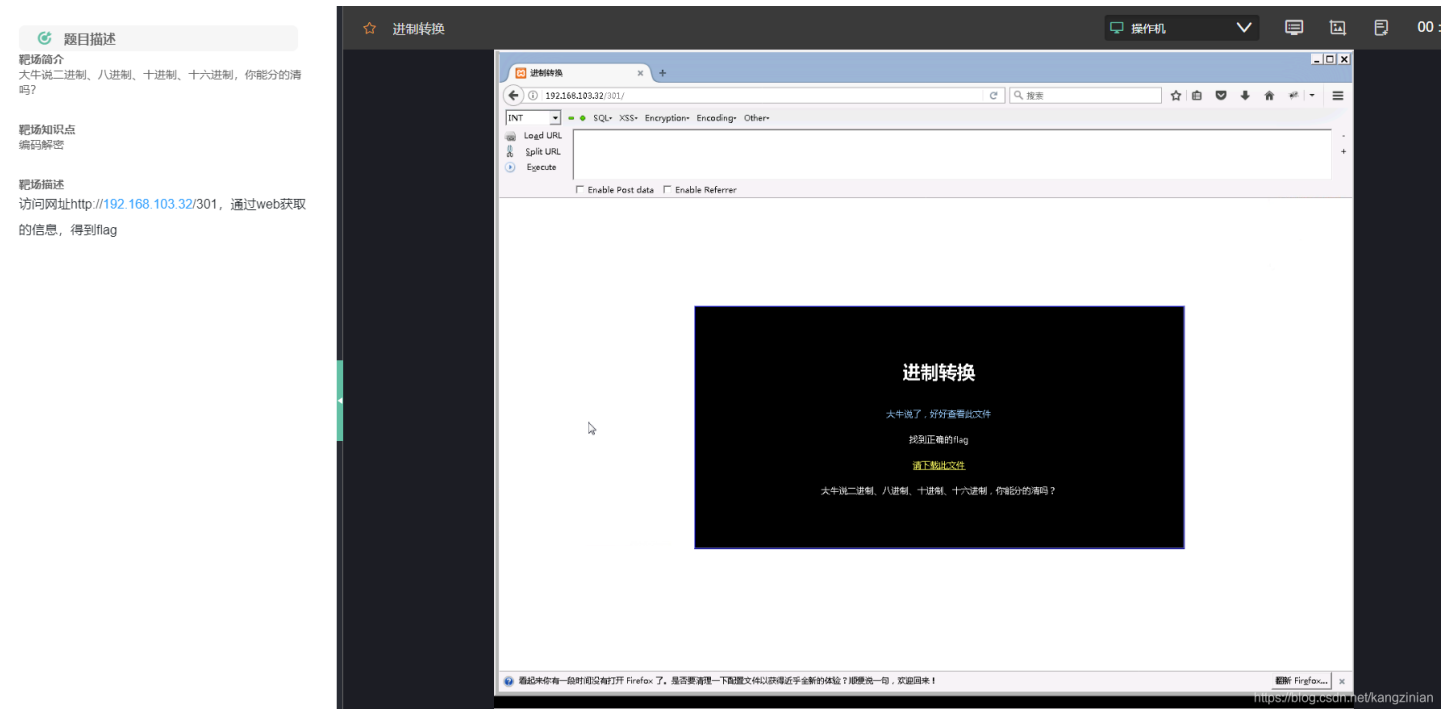 题目描述
靶场简介
大牛说二进制、八进制、十进制、十六进制，你能分的清
吗？
靶场知识点
编码解密
靶场描述
访问网址http://192.168.103.32/301，通过web获取
的信息，得到flag
进制转换
操作机
00 :
进制转换
192.168.103.32/301/
搜索
INT
SQL- XSS- Encryption- Encoding- Other-
Load URL
Split URL
Execute
Enable Post data
Enable Referrer
进制转换
大牛说了，好好查看此文件
找到正确的flag
请下载此文件
大牛说二进制、八进制、十进制、十六进制，你能分的清吗？
看起来你有一段时间没有打开 Firefox 了。是否要清理一下配置文件以获得近乎全新的体验？顺便说一句，欢迎回来！
翻新 Firefox...
https://blog.csdn.net/kangzinian